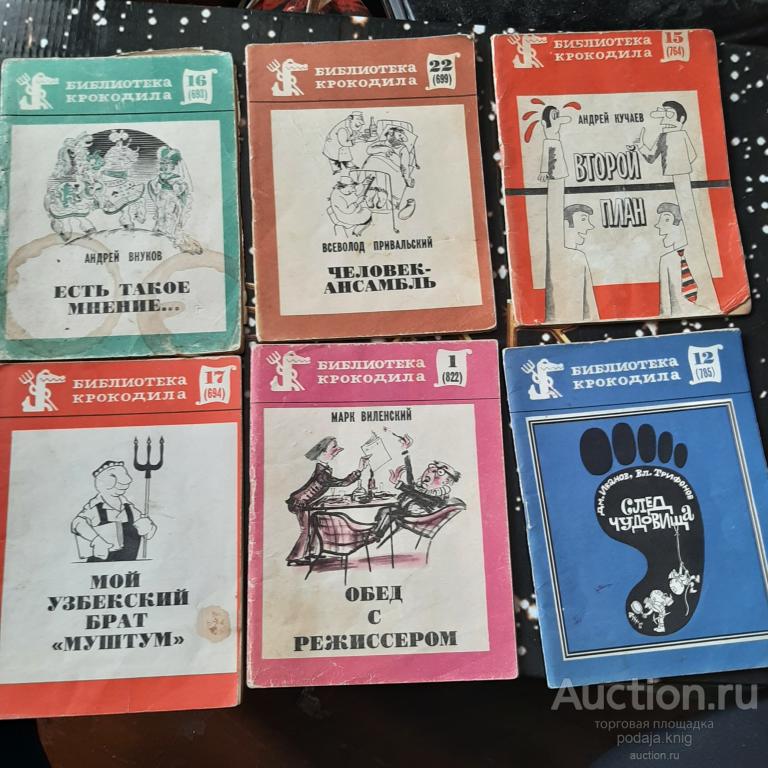 БИБЛИОТЕКА
КРОКОДИЛА
16
(693)
АНДРЕЙ ВНУКОВ
ЕСТЬ ТАКОЕ
МНЕНИЕ...
БИБЛИОТЕКА
КРОКОДИЛА
22
(699)
ВСЕВОЛОД ПРИВАЛЬСКИЙ
ЧЕЛОВЕК-
АНСАМБЛЬ
БИБЛИОТЕКА
КРОКОДИЛА
15
(764)
АНДРЕЙ КУЧАЕВ
ВТОРОЙ
ПЛАН
БИБЛИОТЕКА
КРОКОДИЛА
17
(694)
МОЙ
УЗБЕКСКИЙ
БРАТ
«МУШТУМ»
БИБЛИОТЕКА
КРОКОДИЛА
1
(822)
МАРК ВИЛЕНСКИЙ
ОБЕД
С
РЕЖИССЕРОМ
БИБЛИОТЕКА
КРОКОДИЛА
12
(785)
ДМ. ИВАНОВ, ВЛ. ТРИФОНОВ
СЛЕД
ЧУДОВИЩА
Auction.ru
торговая площадка
podaja.knig
auction.ru